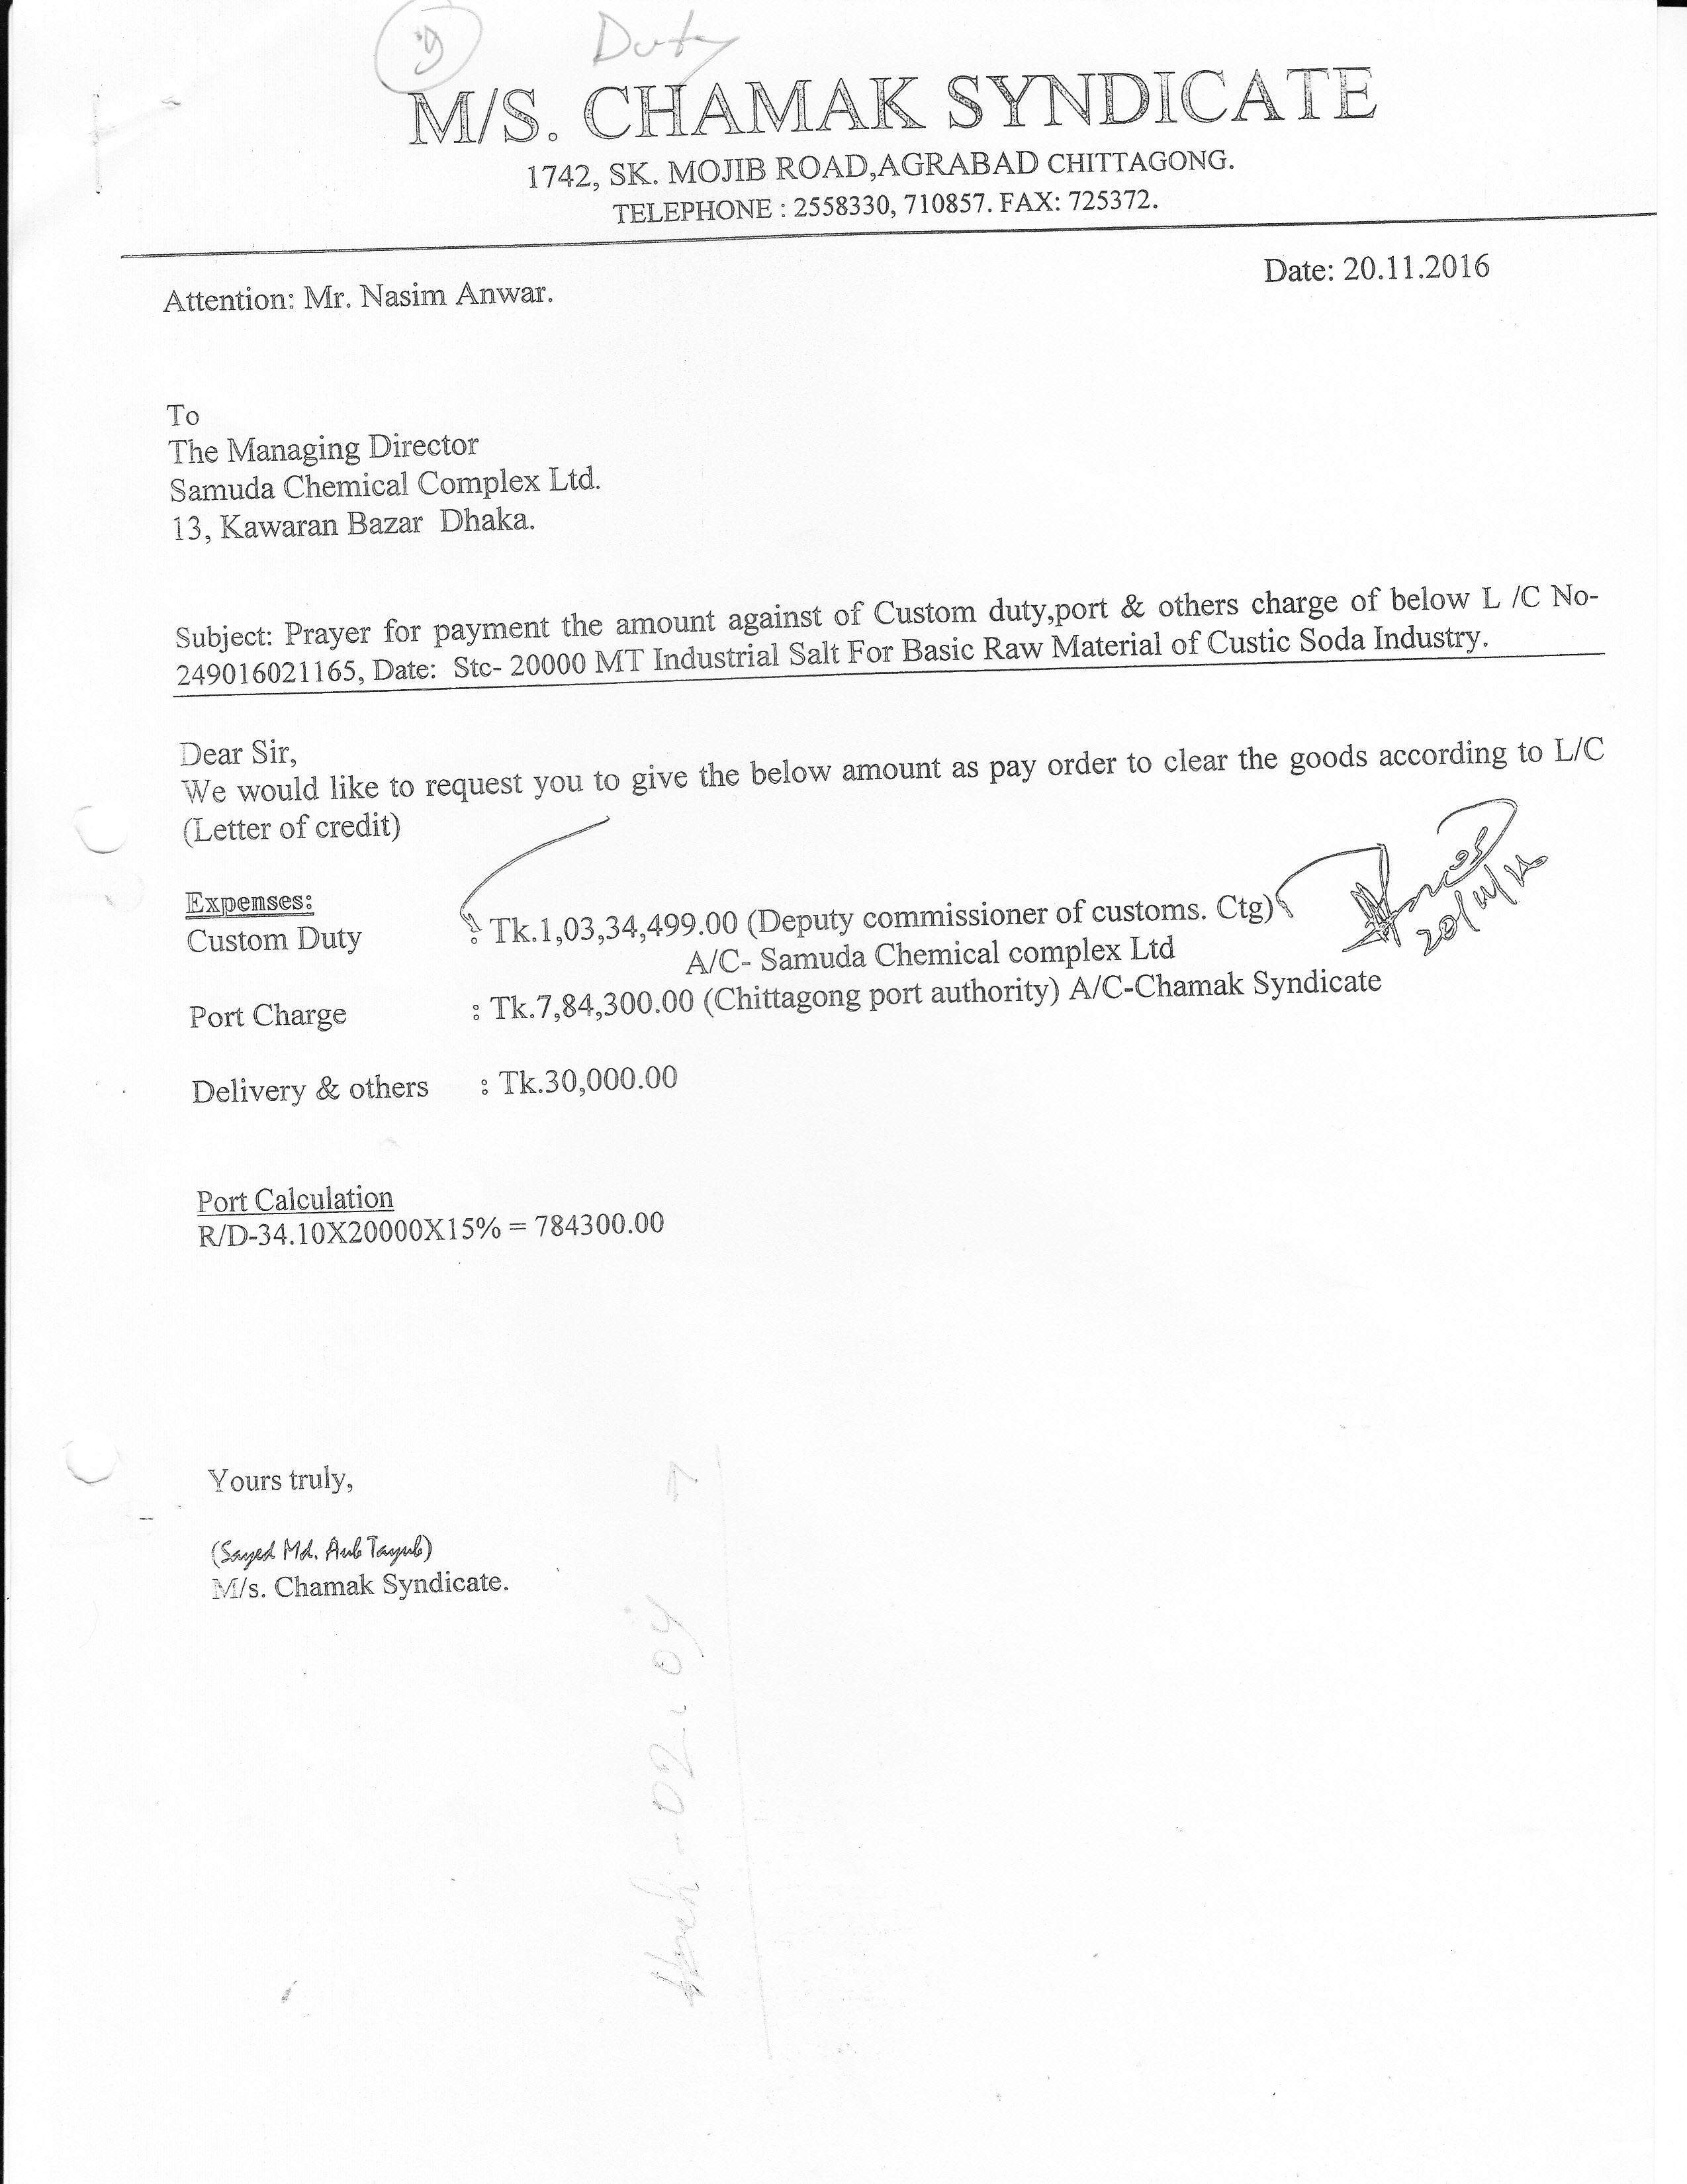 Duty
M/S. CHAMAK SYNDICATE
1742, SK. MOJIB ROAD,AGRABAD CHITTAGONG.
TELEPHONE : 2558330, 710857. FAX: 725372.
Date: 20.11.2016
Attention: Mr. Nasim Anwar.
To
The Managing Director
Samuda Chemical Complex Ltd.
13, Kawaran Bazar Dhaka.
Subject: Prayer for payment the amount against of Custom duty,port & others charge of below L /C No-
249016021165, Date: Stc- 20000 MT Industrial Salt For Basic Raw Material of Custic Soda Industry.
Dear Sir,
We would like to request you to give the below amount as pay order to clear the goods according to L/C
(Letter of credit)
Expenses:
Custom Duty : Tk.1,03,34,499.00 (Deputy commissioner of customs. Ctg)
A/C- Samuda Chemical complex Ltd
20/11/16
Port Charge : Tk.7,84,300.00 (Chittagong port authority) A/C-Chamak Syndicate
Delivery & others : Tk.30,000.00
Port Calculation
R/D-34.10X20000X15% = 784300.00
Yours truly,
(Sayed Md. Aub Tayub)
M/s. Chamak Syndicate.